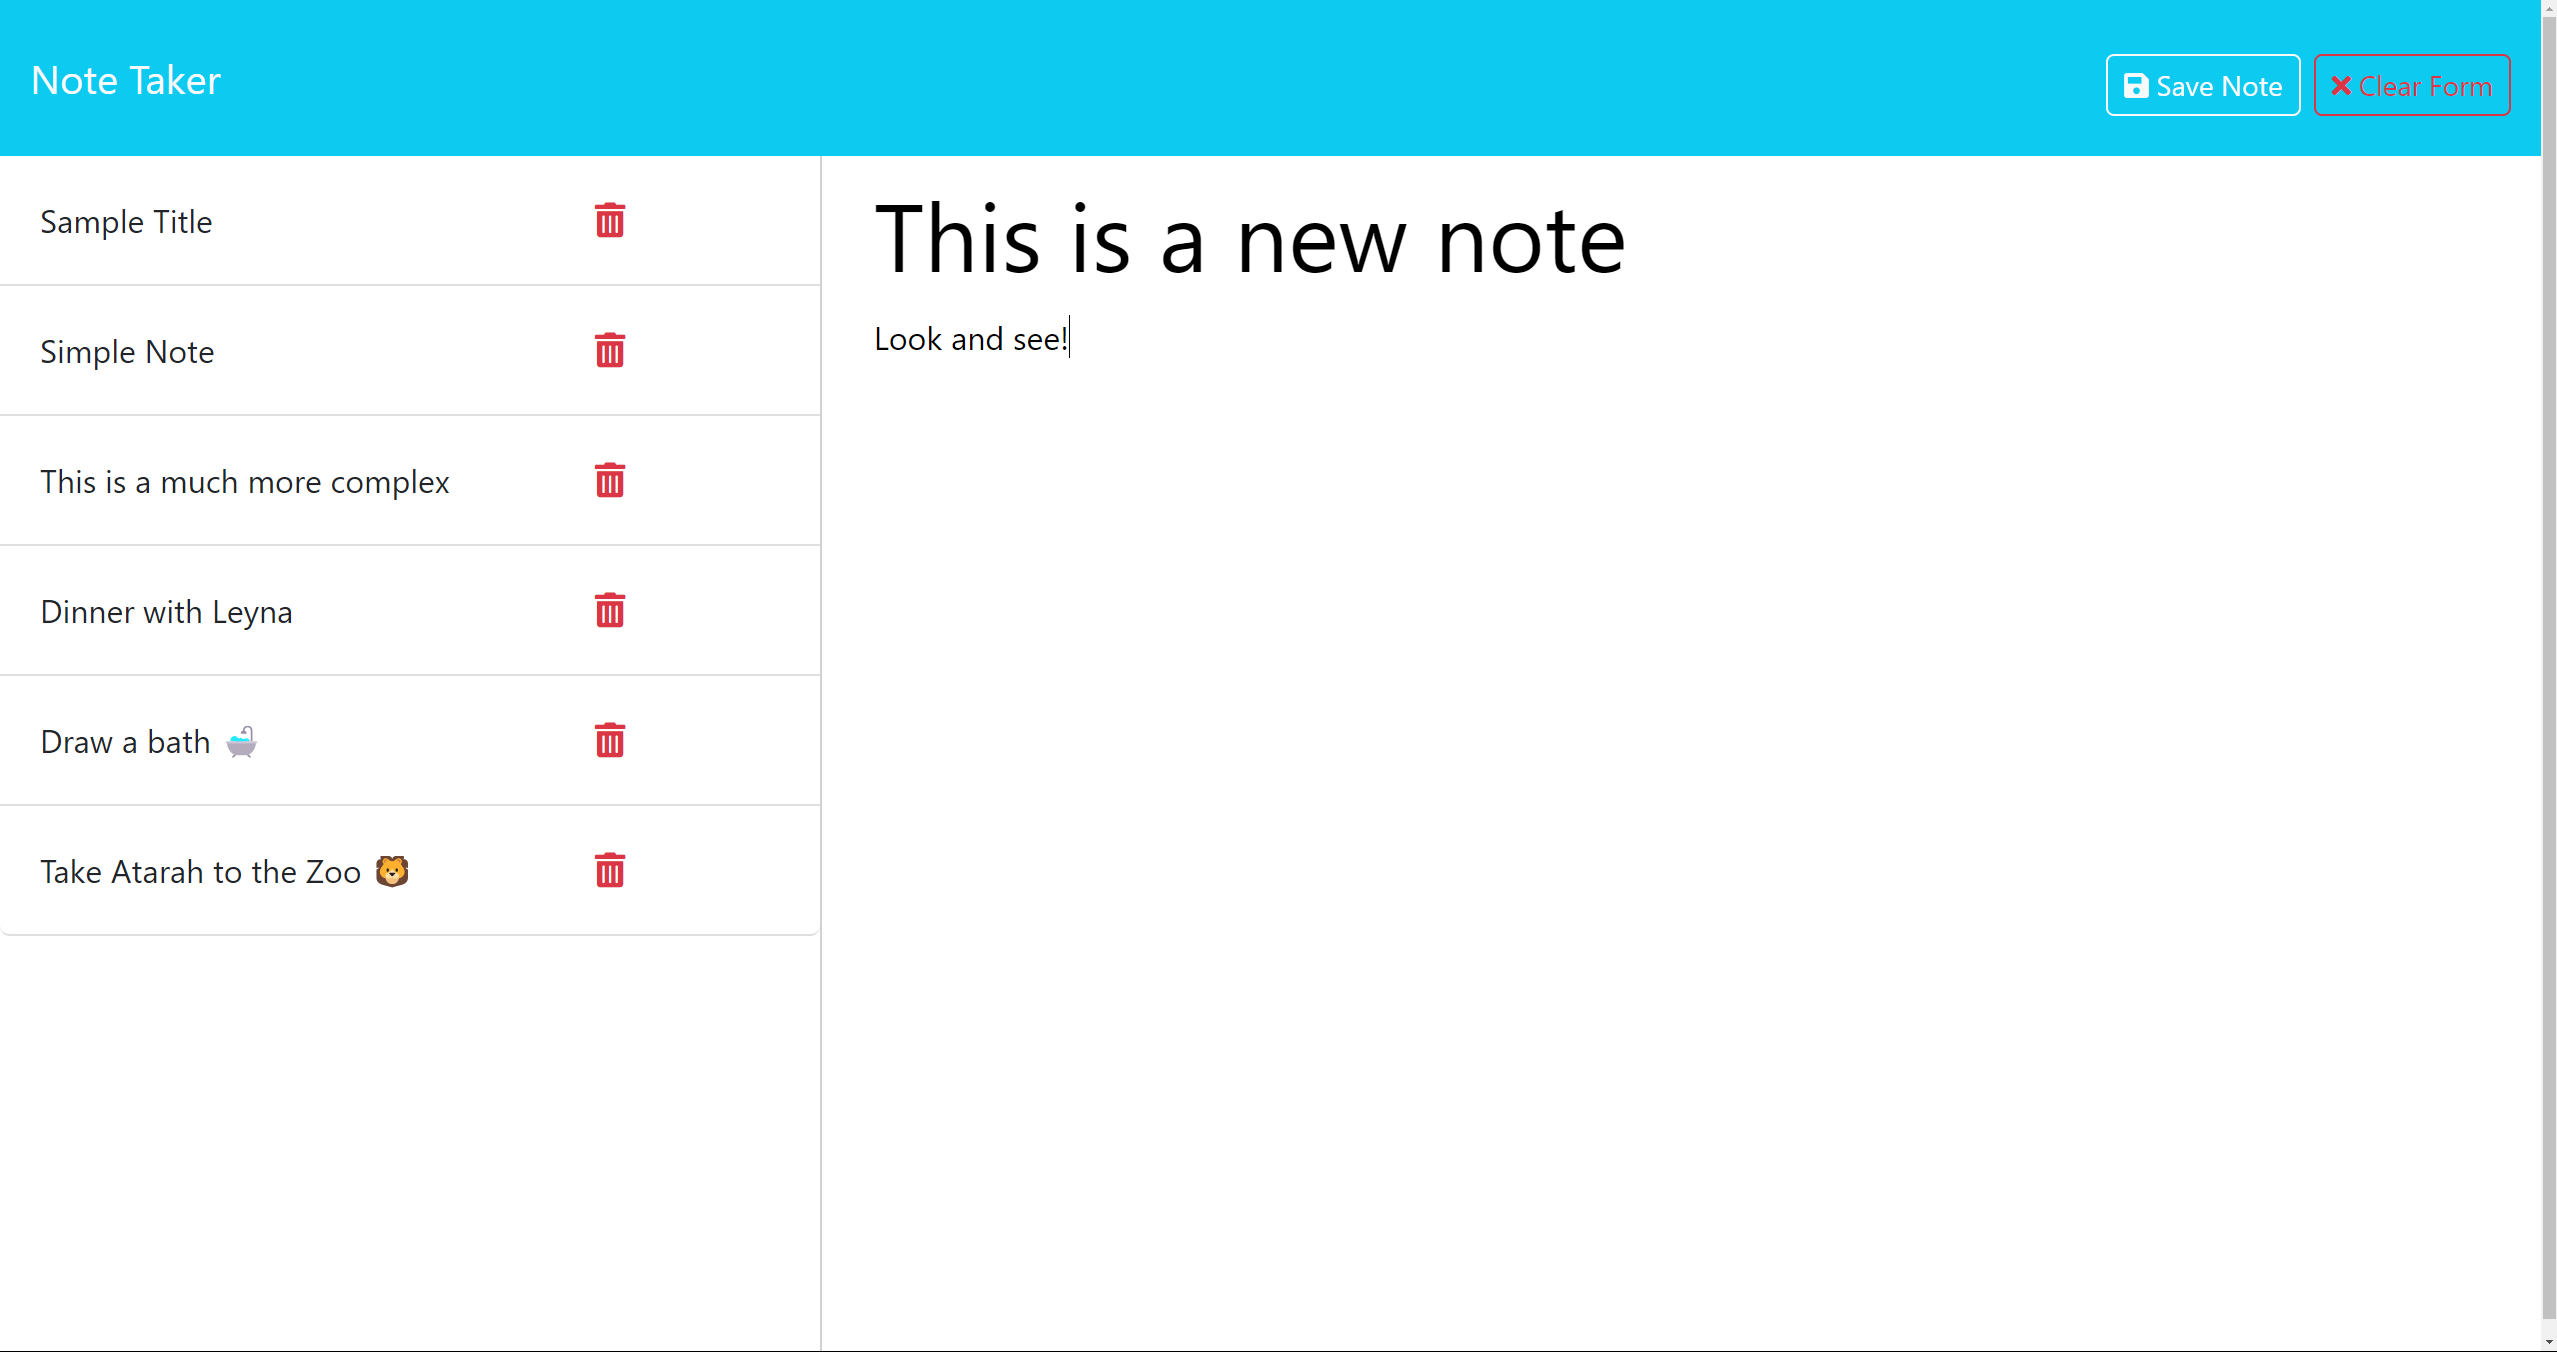 Note Taker
Save Note
Clear Form
Sample Title
Simple Note
This is a much more complex
Dinner with Leyna
Draw a bath 🛁
Take Atarah to the Zoo 🦁
This is a new note
Look and see!